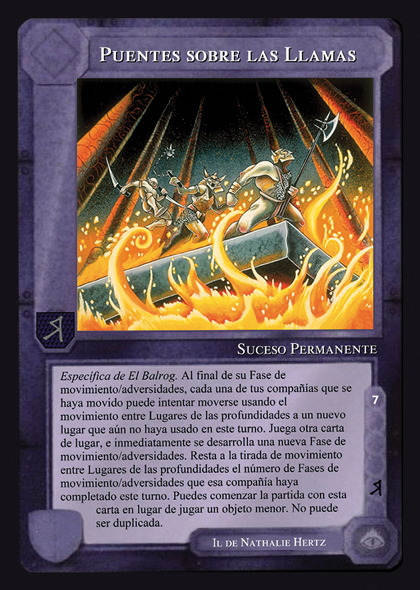 PUENTES SOBRE LAS LLAMAS
SUCESO PERMANENTE
Específica de El Balrog. Al final de su Fase de
movimiento/adversidades, cada una de tus compañías que se
haya movido puede intentar moverse usando el
movimiento entre Lugares de las profundidades a un nuevo
lugar que aún no haya usado en este turno. Juega otra carta
de lugar, e inmediatamente se desarrolla una nueva Fase de
movimiento/adversidades. Resta a la tirada de movimiento
entre Lugares de las profundidades el número de Fases de
movimiento/adversidades que esa compañía haya
completado este turno. Puedes comenzar la partida con esta
carta en lugar de jugar un objeto menor. No puede
ser duplicada.
7
IL DE NATHALIE HERTZ